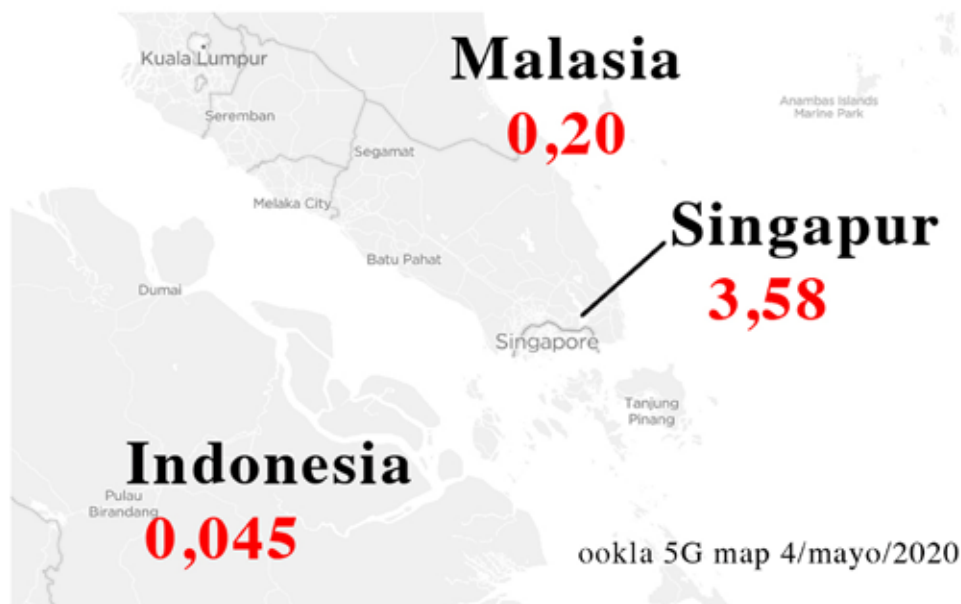 Malasia
0,20
Kuala Lumpur
Anambas Islands
Marine Park
Seremban
Segamat
Melaka City
Singapur
3,58
Batu Pahat
Dumai
Singapore
Tanjung
Pinang
Indonesia
0,045
Pulau
Birandang
ookla 5G map 4/mayo/2020